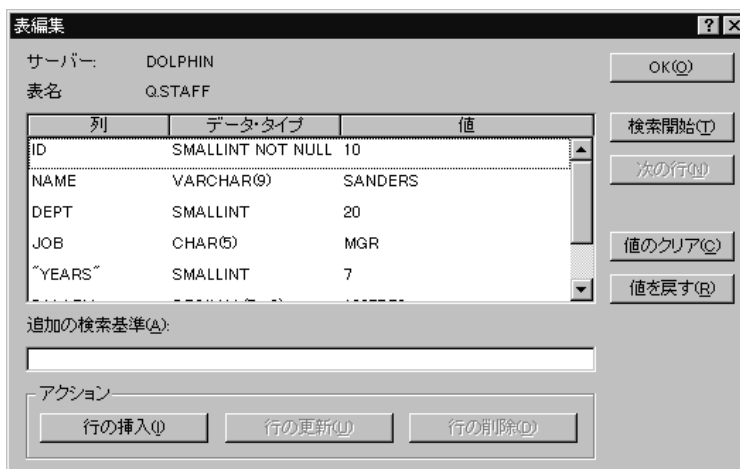 表編集
サーバー: DOLPHIN
表名 Q.STAFF
OK(O)
列 データ・タイプ 値
検索開始(T)
ID SMALLINT NOT NULL 10
次の行(N)
NAME VARCHAR(9) SANDERS
DEPT SMALLINT 20
JOB CHAR(5) MGR
値のクリア(C)
"YEARS" SMALLINT 7
値を戻す(R)
追加の検索基準(A):
アクション
行の挿入(I) 行の更新(U) 行の削除(D)